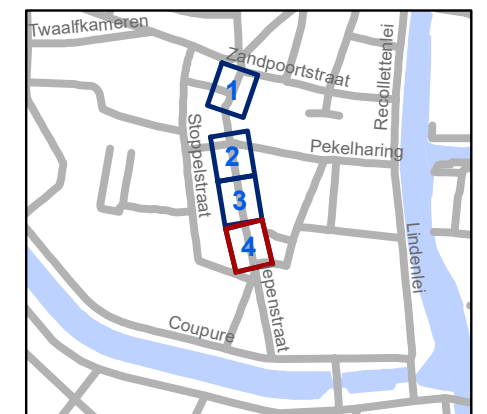 Twaalfkameren
Zandpoortstraat
Recollettenlei
1
Stoppelstraat
2
Pekelharing
3
4
Lindenlei
epenstraat
Coupure